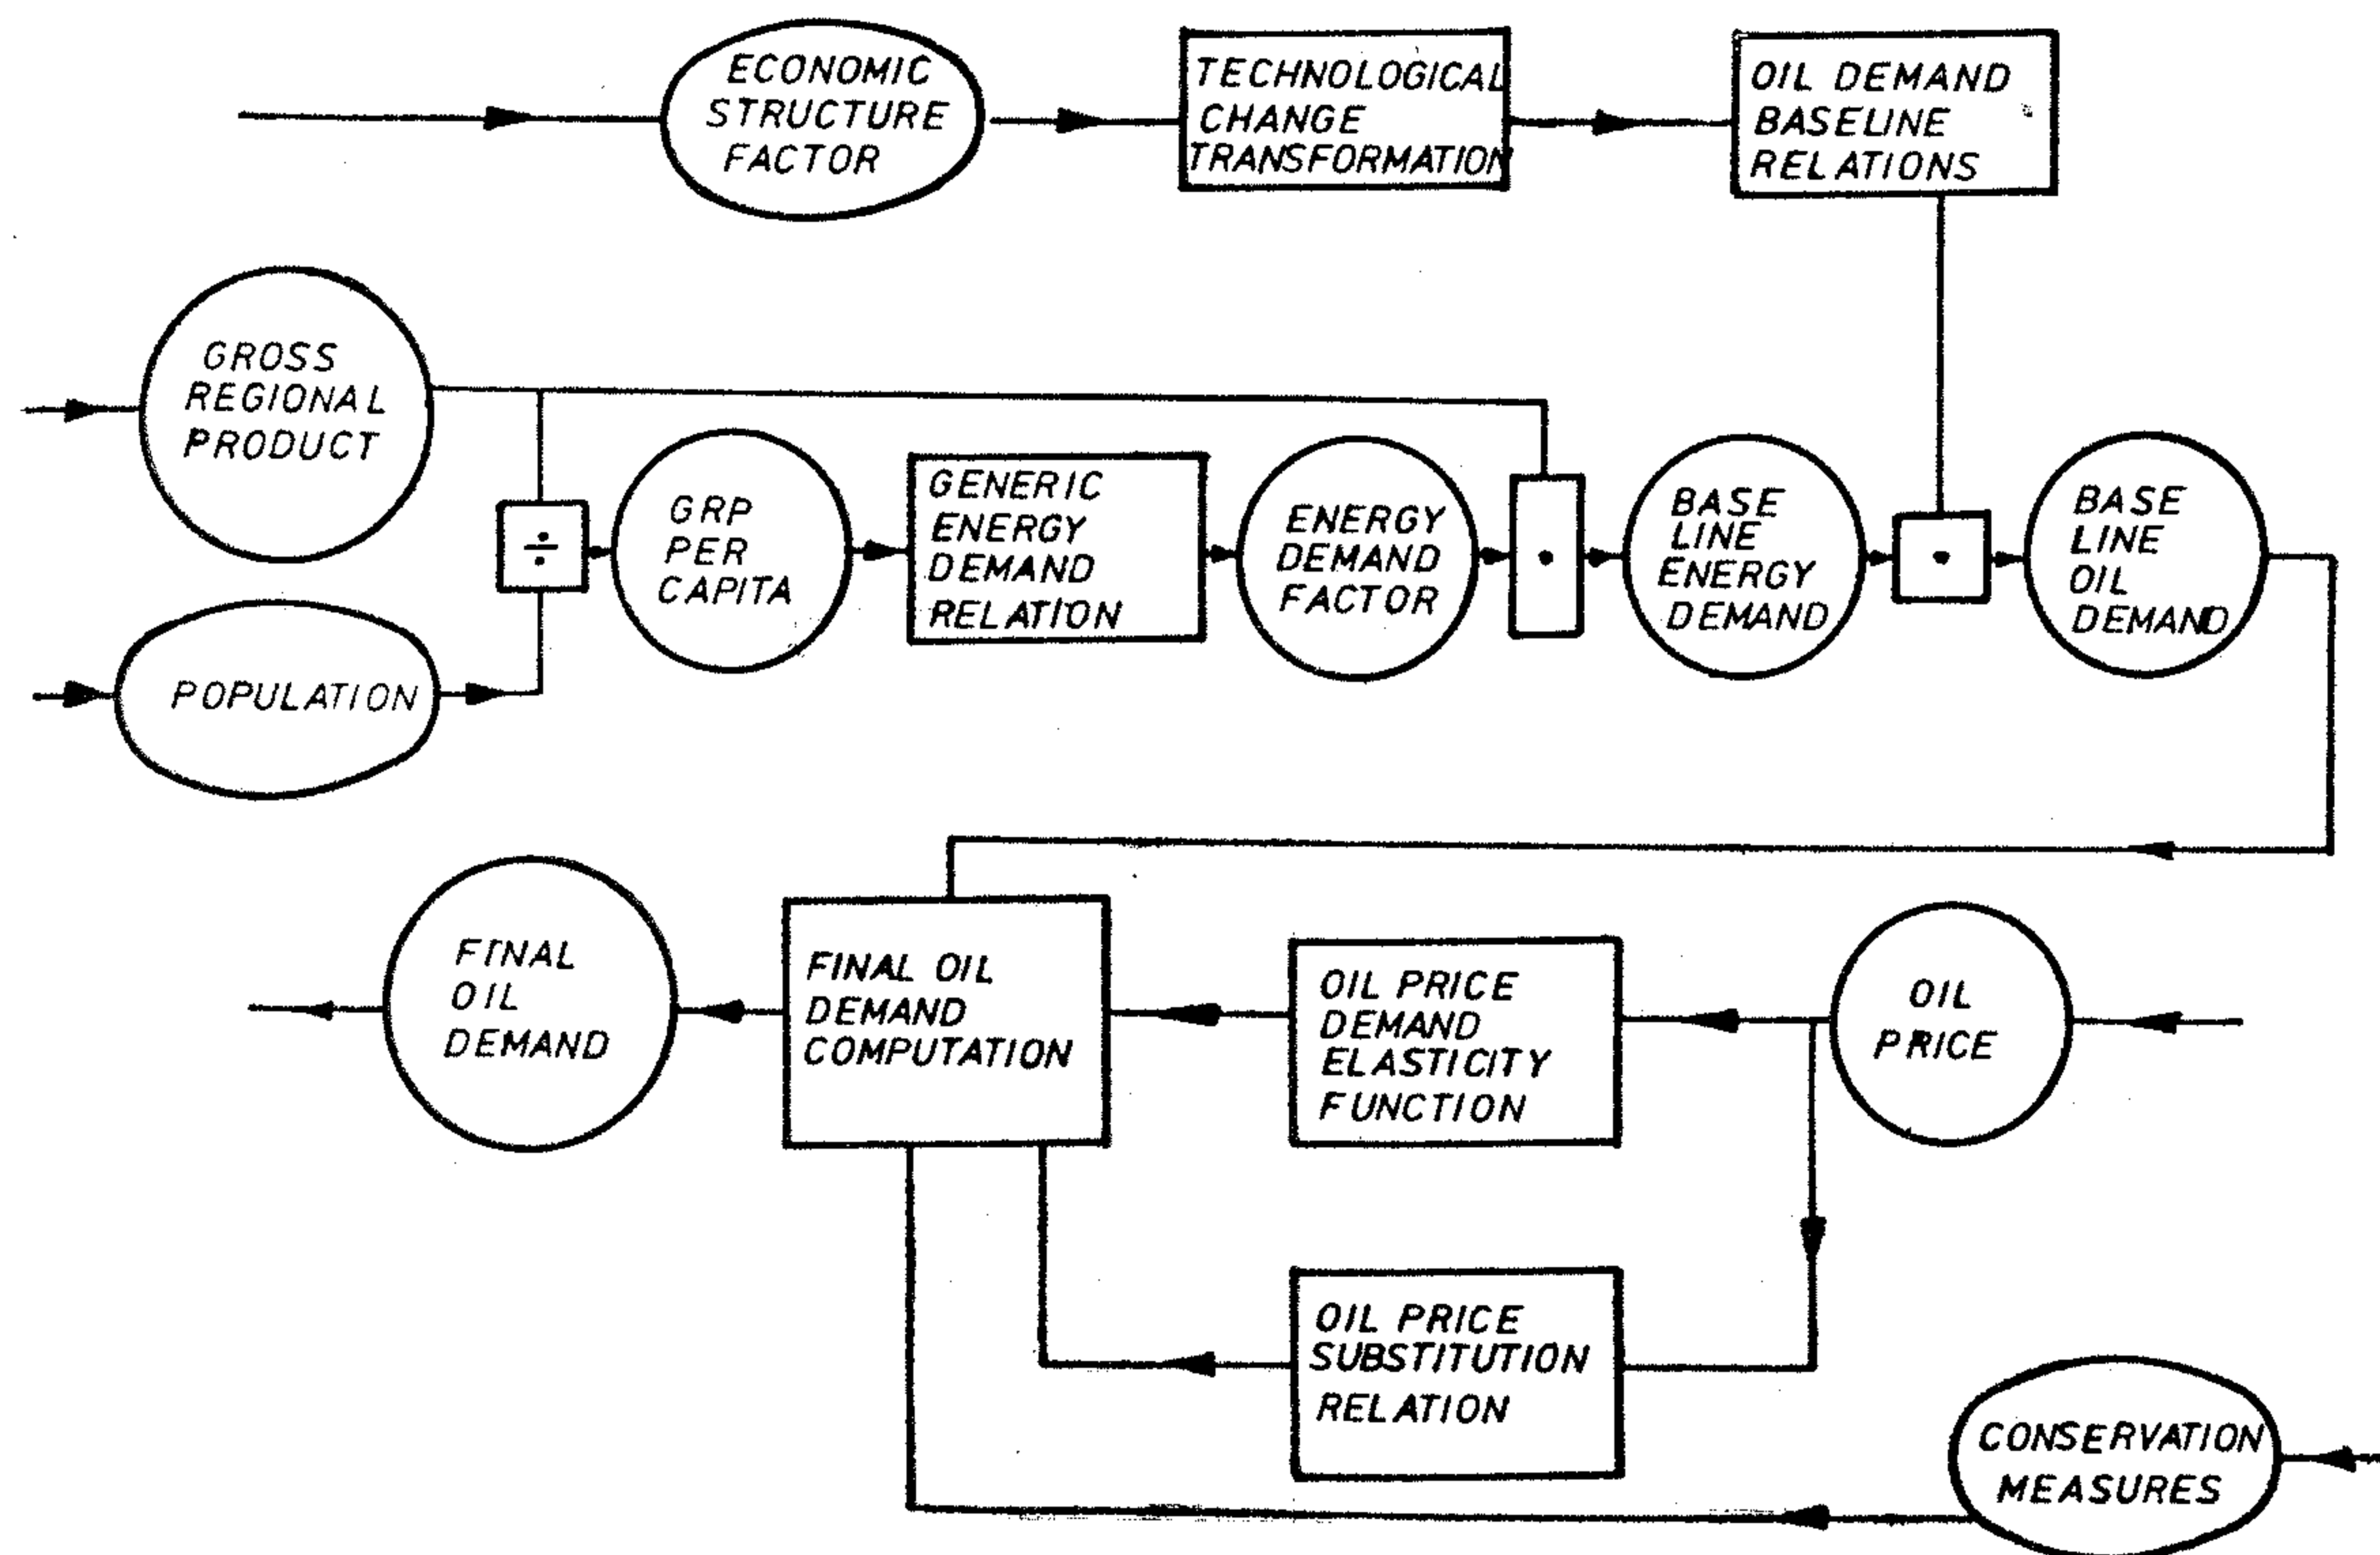 ECONOMIC
STRUCTURE
FACTOR
TECHNOLOGICAL
CHANGE
TRANSFORMATION
OIL DEMAND
BASELINE
RELATIONS
GROSS
REGIONAL
PRODUCT
POPULATION
÷
GRP
PER
CAPITA
GENERIC
ENERGY
DEMAND
RELATION
ENERGY
DEMAND
FACTOR
•
BASE
LINE
ENERGY
DEMAND
•
BASE
LINE
OIL
DEMAND
FINAL
OIL
DEMAND
FINAL OIL
DEMAND
COMPUTATION
OIL PRICE
DEMAND
ELASTICITY
FUNCTION
OIL
PRICE
OIL PRICE
SUBSTITUTION
RELATION
CONSERVATION
MEASURES